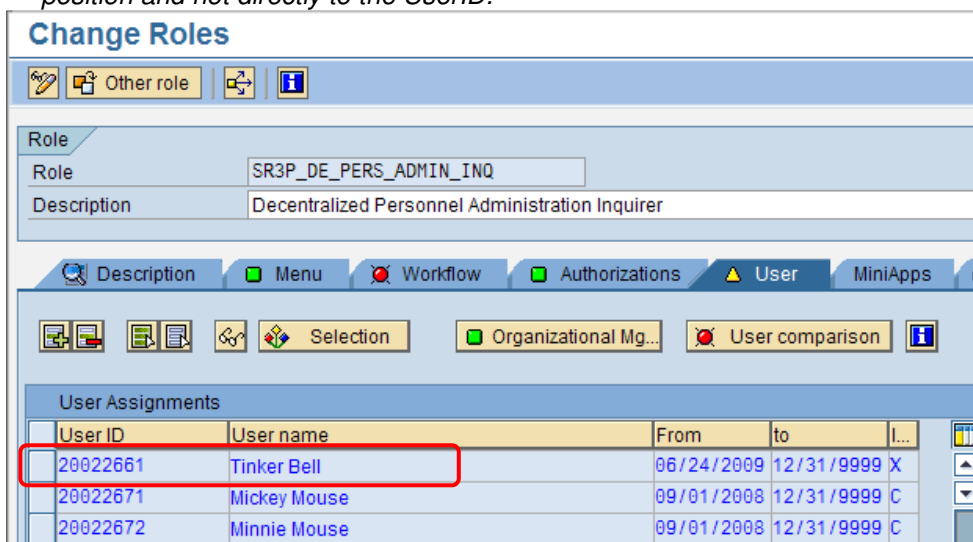 position and not directly to the UserID.
Change Roles
Other role
Role
Role SR3P_DE_PERS_ADMIN_INQ
Description Decentralized Personnel Administration Inquirer
Description Menu Workflow Authorizations User MiniApps
Selection Organizational Mg... User comparison
User Assignments
User ID User name From to I...
20022661 Tinker Bell 06/24/2009 12/31/9999 X
20022671 Mickey Mouse 09/01/2008 12/31/9999 C
20022672 Minnie Mouse 09/01/2008 12/31/9999 C